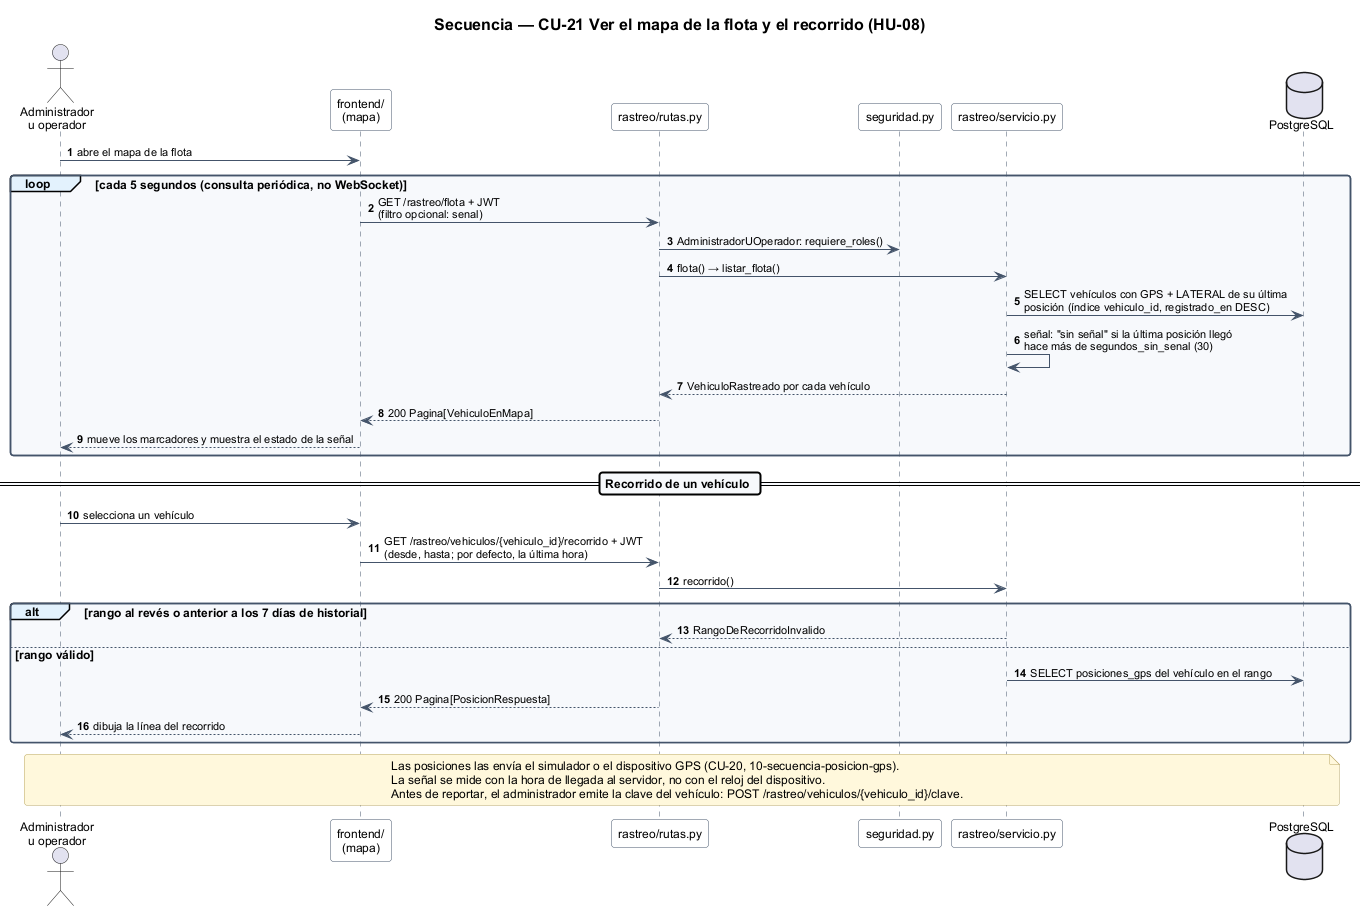 Secuencia — CU-21 Ver el mapa de la flota y el recorrido (HU-08)
Administrador
u operador
frontend/
(mapa)
rastreo/rutas.py
seguridad.py
rastreo/servicio.py
PostgreSQL
1 abre el mapa de la flota
loop [cada 5 segundos (consulta periódica, no WebSocket)]
2 GET /rastreo/flota + JWT
(filtro opcional: senal)
3 AdministradorUOperador: requiere_roles()
4 flota() → listar_flota()
5 SELECT vehículos con GPS + LATERAL de su última
posición (índice vehiculo_id, registrado_en DESC)
6 señal: "sin señal" si la última posición llegó
hace más de segundos_sin_senal (30)
7 VehiculoRastreado por cada vehículo
8 200 Pagina[VehiculoEnMapa]
9 mueve los marcadores y muestra el estado de la señal
Recorrido de un vehículo
10 selecciona un vehículo
11 GET /rastreo/vehiculos/{vehiculo_id}/recorrido + JWT
(desde, hasta; por defecto, la última hora)
12 recorrido()
alt [rango al revés o anterior a los 7 días de historial]
13 RangoDeRecorridoInvalido
[rango válido]
14 SELECT posiciones_gps del vehículo en el rango
15 200 Pagina[PosicionRespuesta]
16 dibuja la línea del recorrido
Las posiciones las envía el simulador o el dispositivo GPS (CU-20, 10-secuencia-posicion-gps).
La señal se mide con la hora de llegada al servidor, no con el reloj del dispositivo.
Antes de reportar, el administrador emite la clave del vehículo: POST /rastreo/vehiculos/{vehiculo_id}/clave.
Administrador
u operador
frontend/
(mapa)
rastreo/rutas.py
seguridad.py
rastreo/servicio.py
PostgreSQL